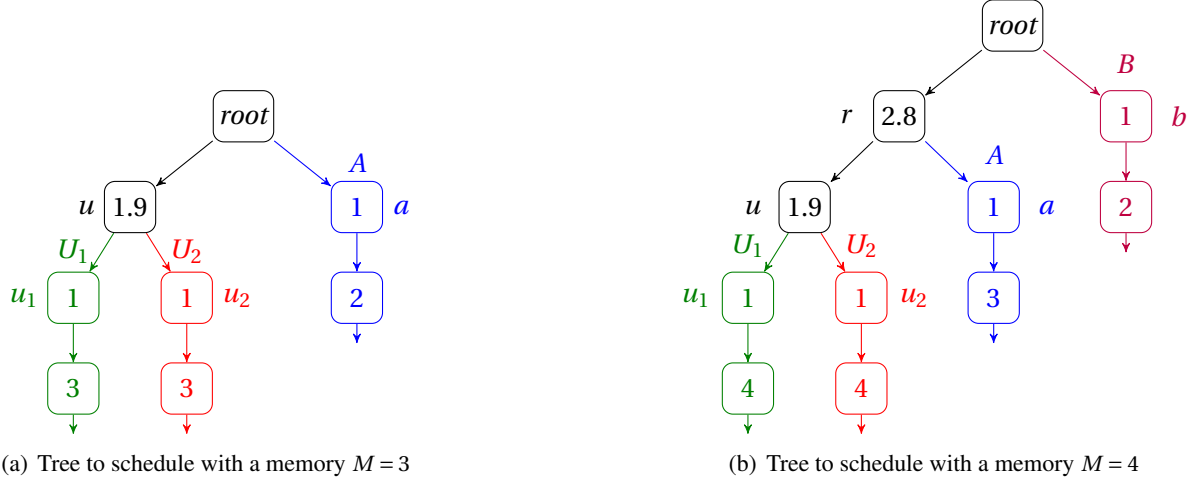 root
A
u 1.9 1 a
U1 U2
u1 1 1 u2 2
3 3
(a) Tree to schedule with a memory M = 3
root
B
r 2.8 1 b
A
u 1.9 1 a 2
U1 U2
u1 1 1 u2 3
4 4
(b) Tree to schedule with a memory M = 4